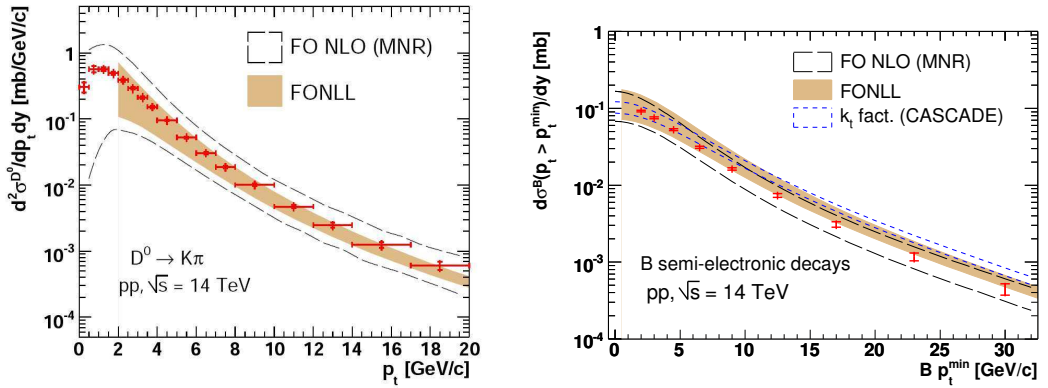 d²σ^{D⁰}/dp_t dy [mb/GeV/c]
1
10⁻¹
10⁻²
10⁻³
10⁻⁴
FO NLO (MNR)
FONLL
D⁰ → Kπ
pp, √s = 14 TeV
0 2 4 6 8 10 12 14 16 18 20
p_t [GeV/c]
dσ^B(p_t > p_t^{min})/dy [mb]
1
10⁻¹
10⁻²
10⁻³
10⁻⁴
FO NLO (MNR)
FONLL
k_t fact. (CASCADE)
B semi-electronic decays
pp, √s = 14 TeV
0 5 10 15 20 25 30
B p_t^{min} [GeV/c]